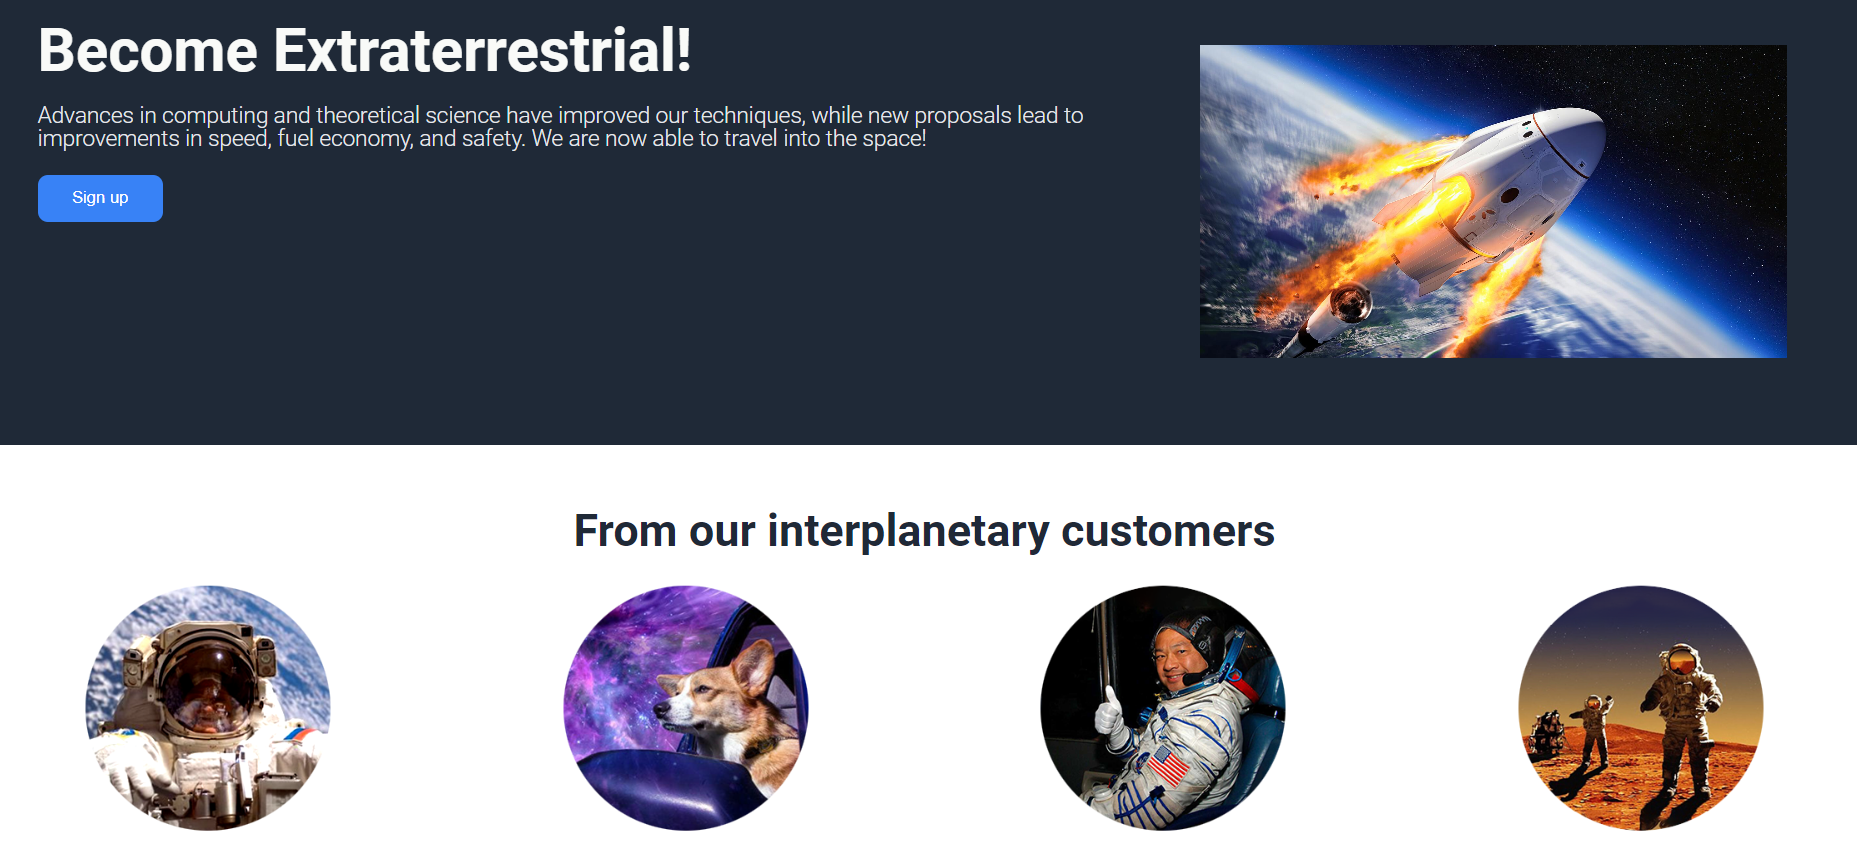 Become Extraterrestrial!
Advances in computing and theoretical science have improved our techniques, while new proposals lead to
improvements in speed, fuel economy, and safety. We are now able to travel into the space!
Sign up
From our interplanetary customers